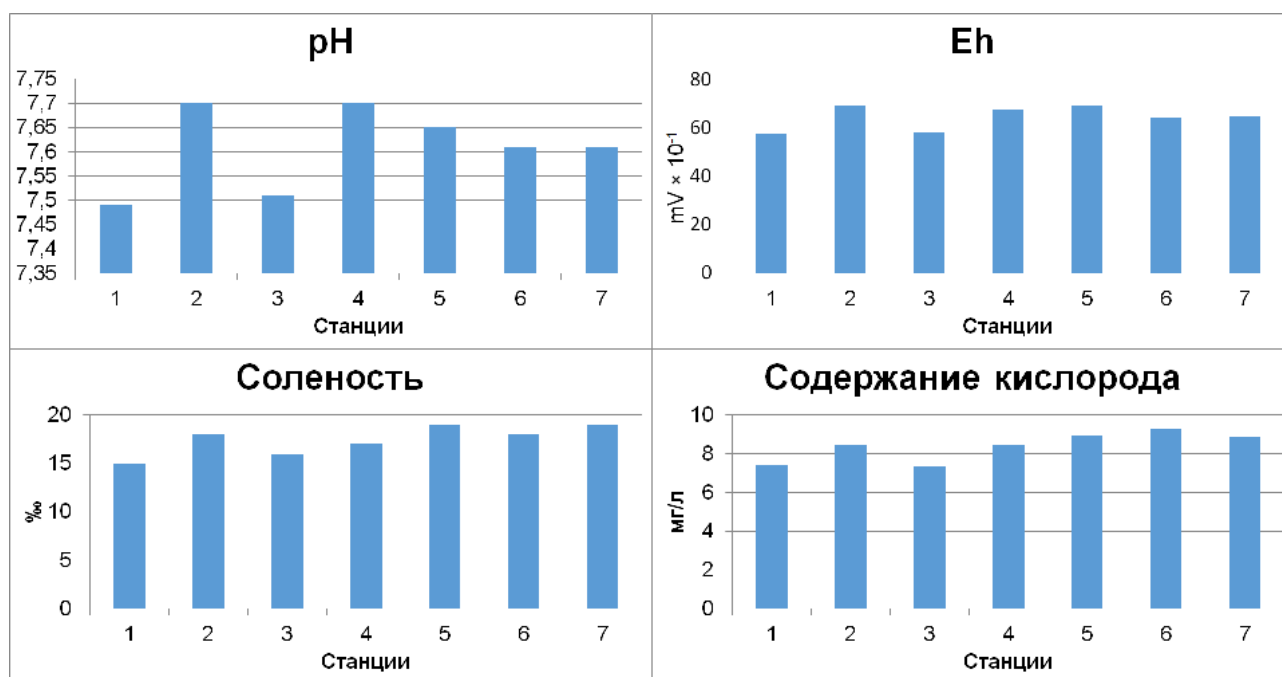 pH
7,75
7,7
7,65
7,6
7,55
7,5
7,45
7,4
7,35
1 2 3 4 5 6 7
Станции
Eh
mV × 10⁻¹
80
60
40
20
0
1 2 3 4 5 6 7
Станции
Соленость
‰
20
15
10
5
0
1 2 3 4 5 6 7
Станции
Содержание кислорода
мг/л
10
8
6
4
2
0
1 2 3 4 5 6 7
Станции